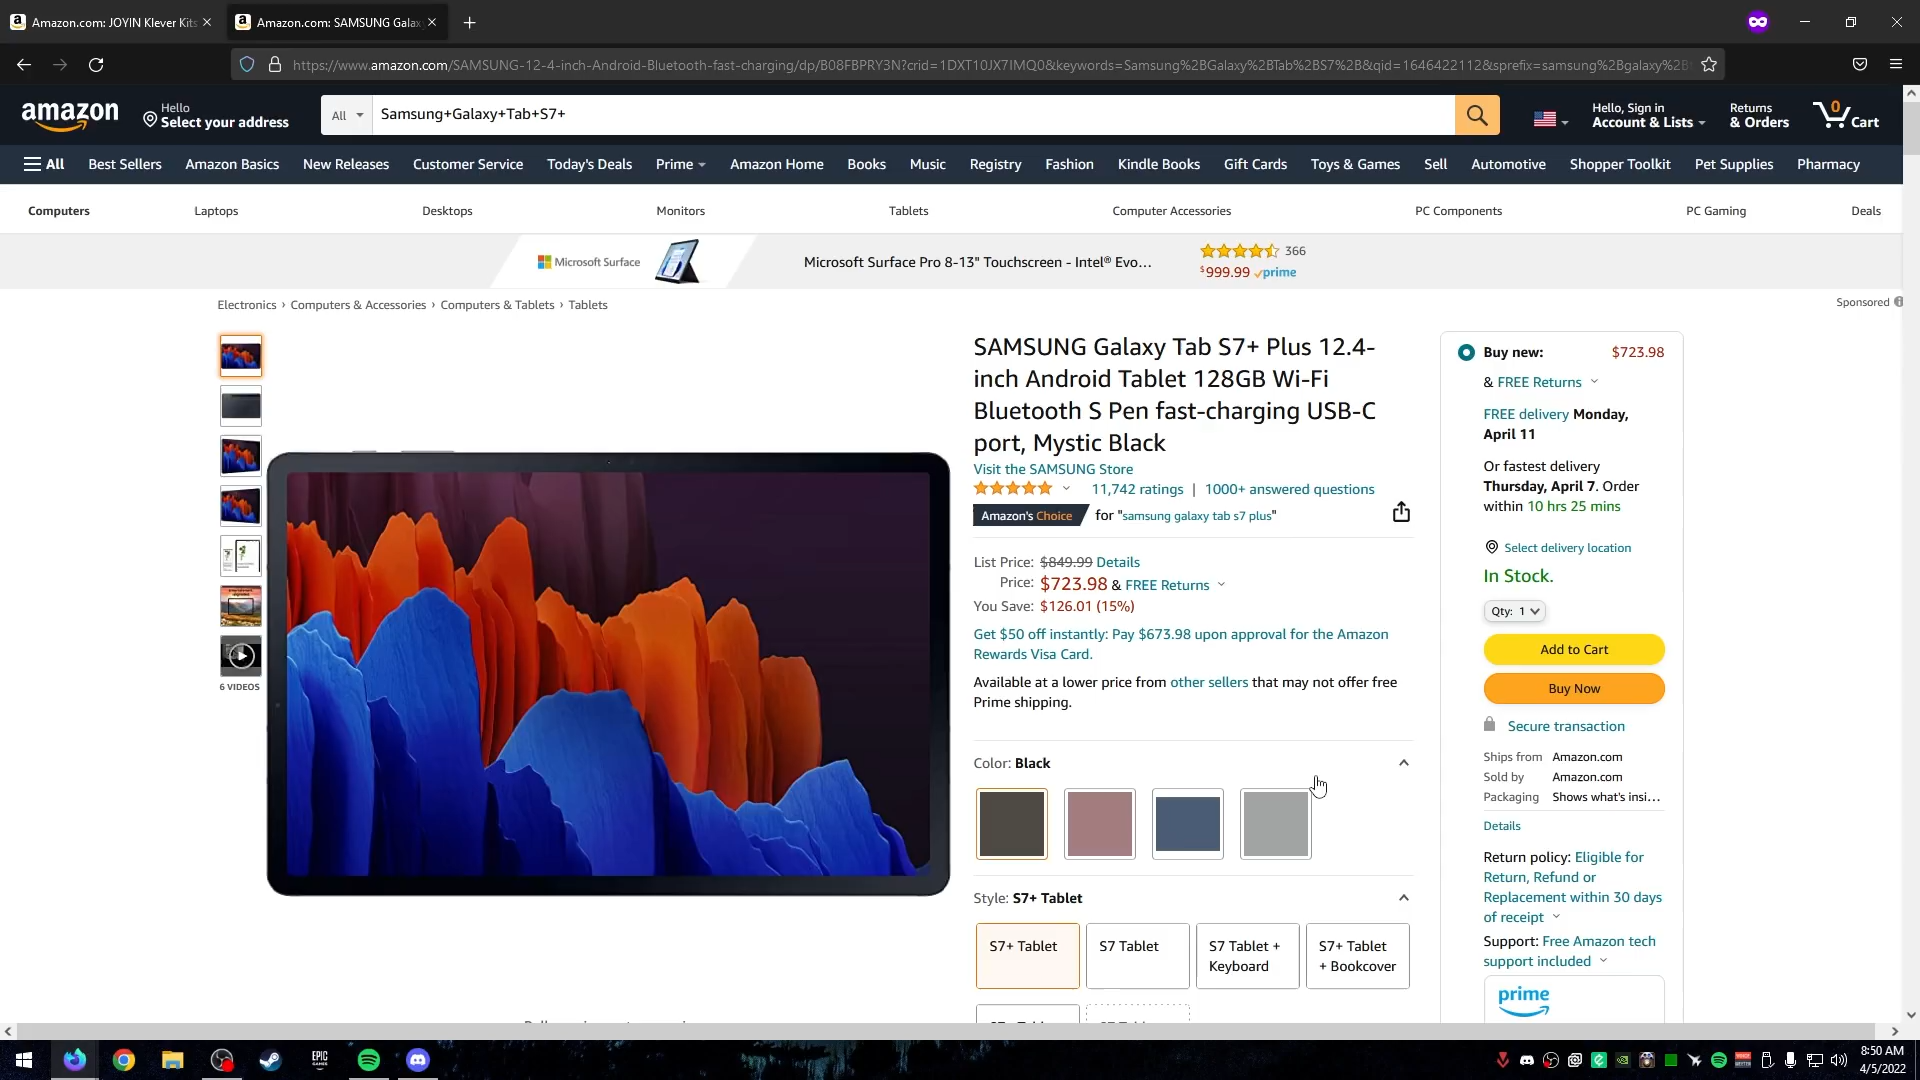 Amazon.com: JOYIN Klever Kits
Amazon.com: SAMSUNG Galax
https://www.amazon.com/SAMSUNG-12-4-inch-Android-Bluetooth-fast-charging/dp/B08FBPRY3N?crid=1DXT10JX7IMQ0&keywords=Samsung%2BGalaxy%2BTab%2BS7%2B&qid=1646422112&sprefix=samsung%2Bgalaxy%2B
amazon
Hello
Select your address
All
Samsung+Galaxy+Tab+S7+
Hello, Sign in
Account & Lists
Returns
& Orders
0
Cart
All Best Sellers Amazon Basics New Releases Customer Service Today's Deals Prime Amazon Home Books Music Registry Fashion Kindle Books Gift Cards Toys & Games Sell Automotive Shopper Toolkit Pet Supplies Pharmacy
Computers Laptops Desktops Monitors Tablets Computer Accessories PC Components PC Gaming Deals
Microsoft Surface
Microsoft Surface Pro 8-13" Touchscreen - Intel® Evo...
366
$999.99 prime
Electronics › Computers & Accessories › Computers & Tablets › Tablets
Sponsored
6 VIDEOS
SAMSUNG Galaxy Tab S7+ Plus 12.4-
inch Android Tablet 128GB Wi-Fi
Bluetooth S Pen fast-charging USB-C
port, Mystic Black
Visit the SAMSUNG Store
11,742 ratings | 1000+ answered questions
Amazon's Choice for "samsung galaxy tab s7 plus"
List Price: $849.99 Details
Price: $723.98 & FREE Returns
You Save: $126.01 (15%)
Get $50 off instantly: Pay $673.98 upon approval for the Amazon
Rewards Visa Card.
Available at a lower price from other sellers that may not offer free
Prime shipping.
Color: Black
Style: S7+ Tablet
S7+ Tablet
S7 Tablet
S7 Tablet +
Keyboard
S7+ Tablet
+ Bookcover
Buy new: $723.98
& FREE Returns
FREE delivery Monday,
April 11
Or fastest delivery
Thursday, April 7. Order
within 10 hrs 25 mins
Select delivery location
In Stock.
Qty: 1
Add to Cart
Buy Now
Secure transaction
Ships from Amazon.com
Sold by Amazon.com
Packaging Shows what's insi...
Details
Return policy: Eligible for
Return, Refund or
Replacement within 30 days
of receipt
Support: Free Amazon tech
support included
prime
EPIC
GAMES
8:50 AM
4/5/2022